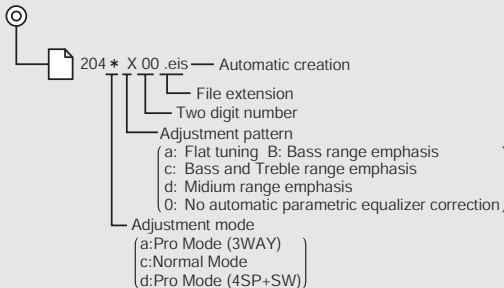 204＊ X 00 .eis Automatic creation
File extension
Two digit number
Adjustment pattern
a: Flat tuning B: Bass range emphasis
c: Bass and Treble range emphasis
d: Midium range emphasis
0: No automatic parametric equalizer correction
Adjustment mode
a:Pro Mode (3WAY)
c:Normal Mode
d:Pro Mode (4SP+SW)